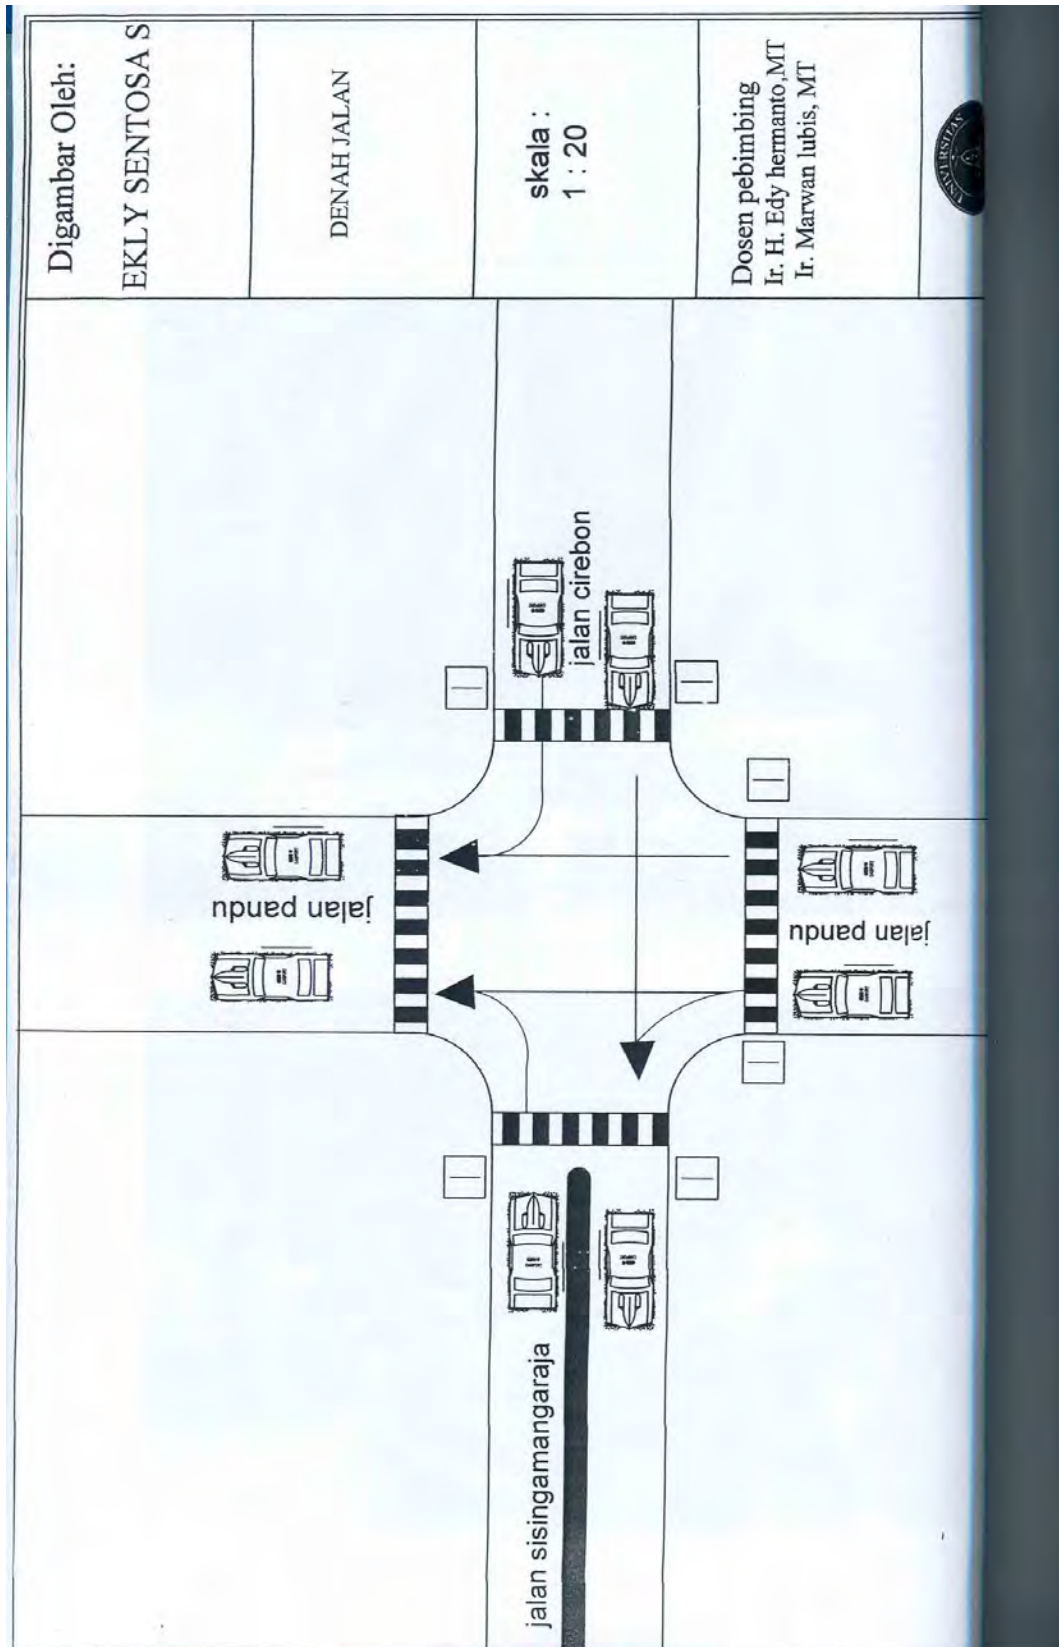 Digambar Oleh:
EKLY SENTOSA S
DENAH JALAN
skala :
1 : 20
Dosen pebimbing
Ir. H. Edy hermanto,MT
Ir. Marwan lubis, MT
UNIVERSITAS
jalan cirebon
jalan pandu
jalan pandu
jalan sisingamangaraja